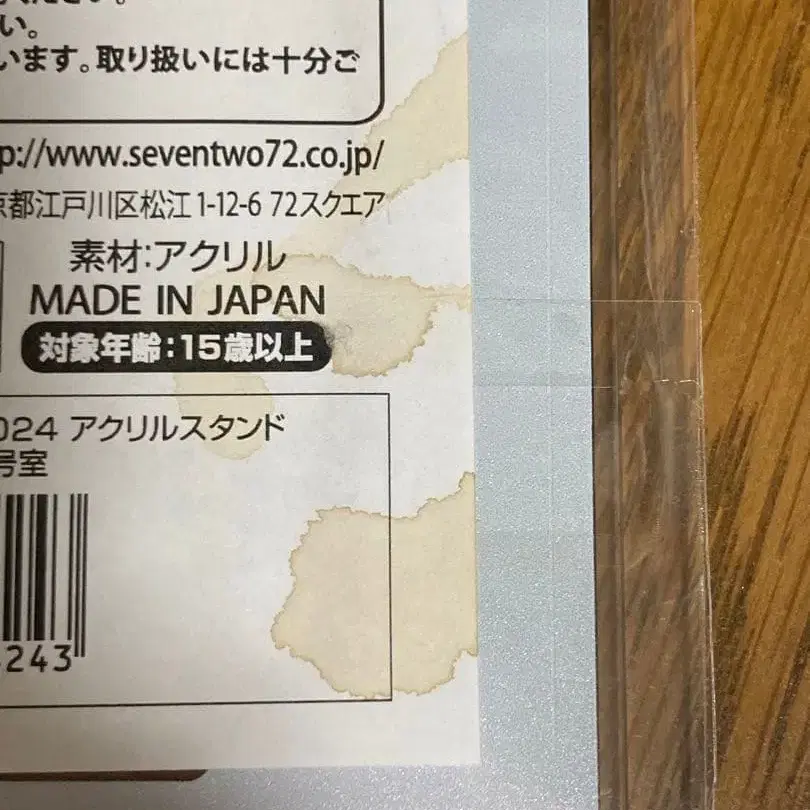 い。
います。取り扱いには十分ご
p://www.seventwo72.co.jp/
京都江戸川区松江1-12-6 72スクエア
素材:アクリル
MADE IN JAPAN
対象年齢:15歳以上
024 アクリルスタンド
号室
243